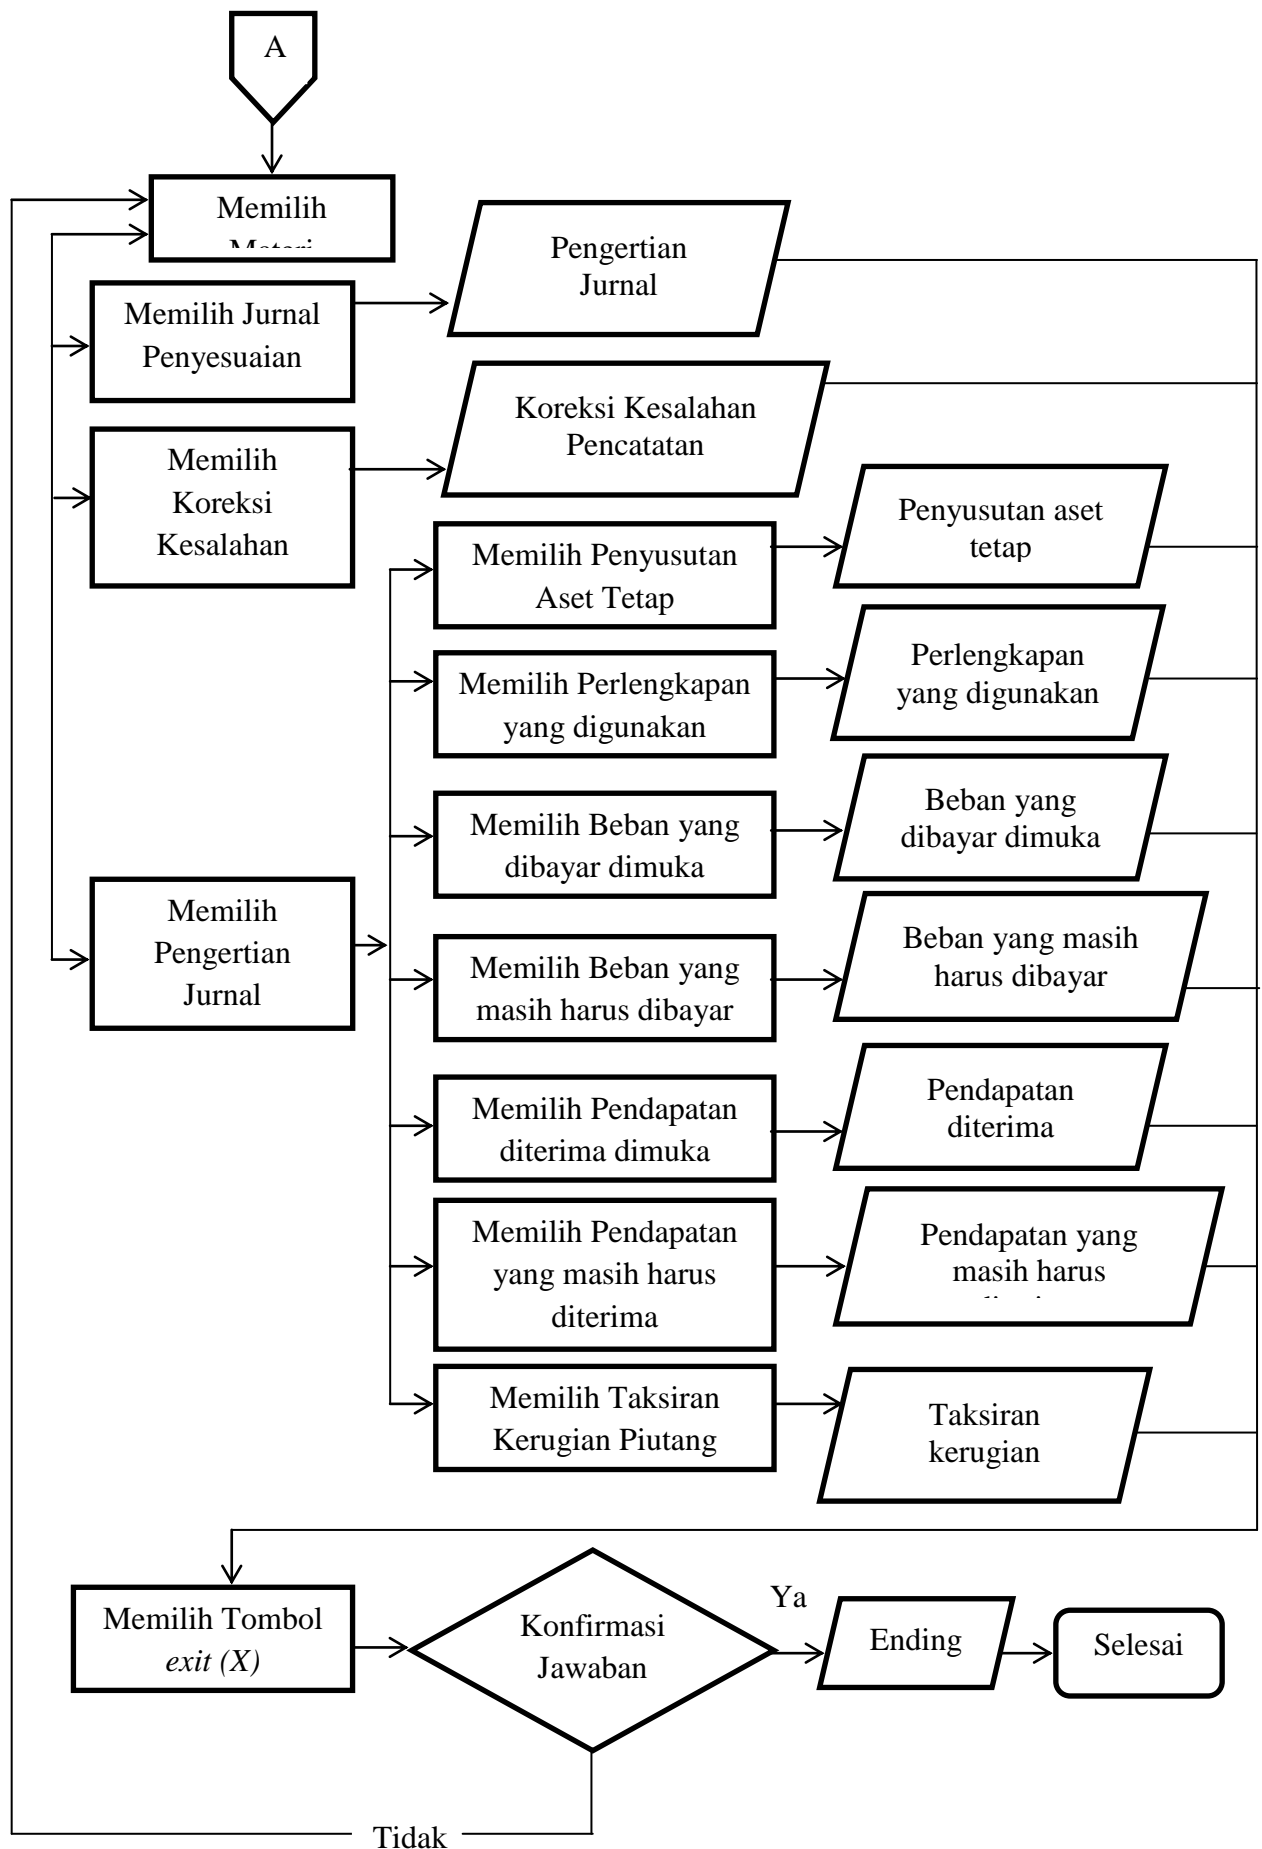 A
Memilih
Pengertian
Jurnal
Memilih Jurnal
Penyesuaian
Koreksi Kesalahan
Pencatatan
Memilih
Koreksi
Kesalahan
Penyusutan aset
tetap
Memilih Penyusutan
Aset Tetap
Perlengkapan
yang digunakan
Memilih Perlengkapan
yang digunakan
Beban yang
dibayar dimuka
Memilih Beban yang
dibayar dimuka
Memilih
Pengertian
Jurnal
Beban yang masih
harus dibayar
Memilih Beban yang
masih harus dibayar
Pendapatan
diterima
Memilih Pendapatan
diterima dimuka
Memilih Pendapatan
yang masih harus
diterima
Pendapatan yang
masih harus
Memilih Taksiran
Kerugian Piutang
Taksiran
kerugian
Memilih Tombol
exit (X)
Konfirmasi
Jawaban
Ya
Ending
Selesai
Tidak